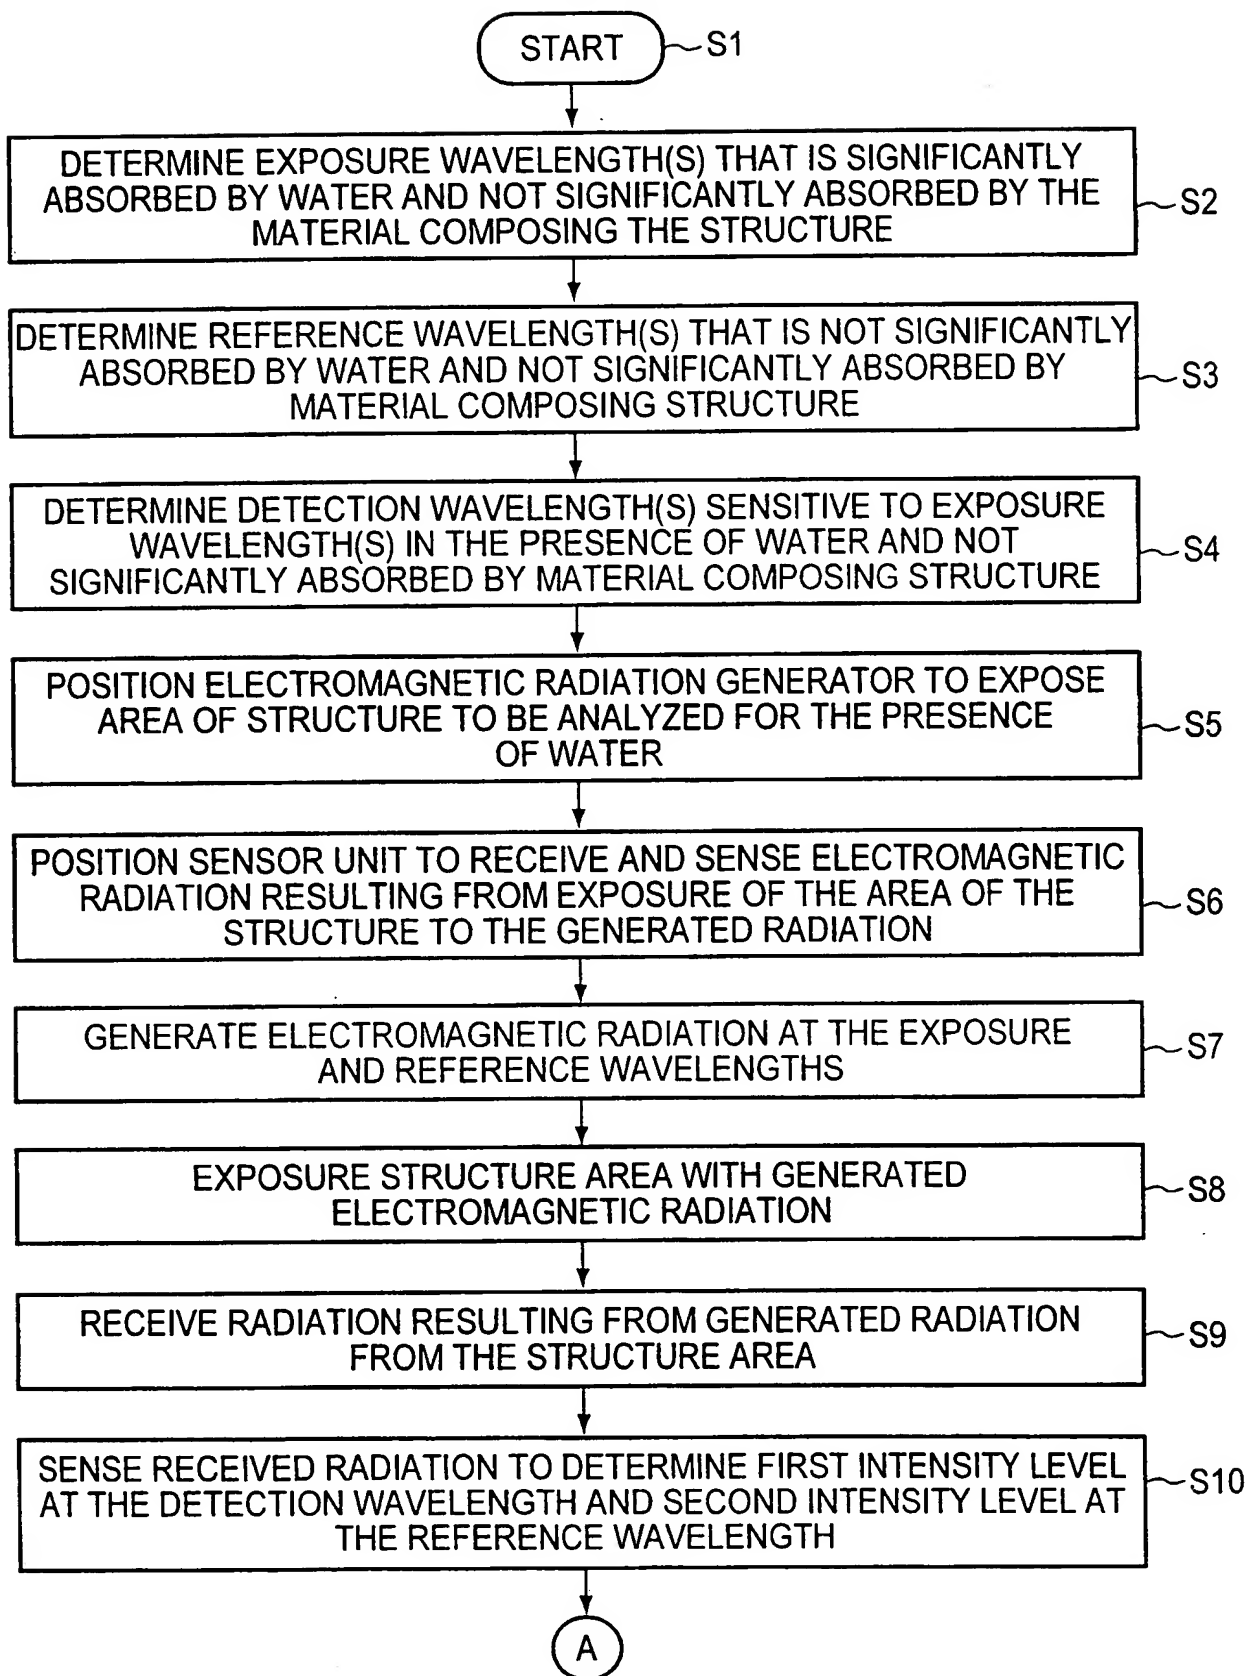 START
S1
DETERMINE EXPOSURE WAVELENGTH(S) THAT IS SIGNIFICANTLY
ABSORBED BY WATER AND NOT SIGNIFICANTLY ABSORBED BY THE
MATERIAL COMPOSING THE STRUCTURE
S2
DETERMINE REFERENCE WAVELENGTH(S) THAT IS NOT SIGNIFICANTLY
ABSORBED BY WATER AND NOT SIGNIFICANTLY ABSORBED BY
MATERIAL COMPOSING STRUCTURE
S3
DETERMINE DETECTION WAVELENGTH(S) SENSITIVE TO EXPOSURE
WAVELENGTH(S) IN THE PRESENCE OF WATER AND NOT
SIGNIFICANTLY ABSORBED BY MATERIAL COMPOSING STRUCTURE
S4
POSITION ELECTROMAGNETIC RADIATION GENERATOR TO EXPOSE
AREA OF STRUCTURE TO BE ANALYZED FOR THE PRESENCE
OF WATER
S5
POSITION SENSOR UNIT TO RECEIVE AND SENSE ELECTROMAGNETIC
RADIATION RESULTING FROM EXPOSURE OF THE AREA OF THE
STRUCTURE TO THE GENERATED RADIATION
S6
GENERATE ELECTROMAGNETIC RADIATION AT THE EXPOSURE
AND REFERENCE WAVELENGTHS
S7
EXPOSURE STRUCTURE AREA WITH GENERATED
ELECTROMAGNETIC RADIATION
S8
RECEIVE RADIATION RESULTING FROM GENERATED RADIATION
FROM THE STRUCTURE AREA
S9
SENSE RECEIVED RADIATION TO DETERMINE FIRST INTENSITY LEVEL
AT THE DETECTION WAVELENGTH AND SECOND INTENSITY LEVEL AT
THE REFERENCE WAVELENGTH
S10
A